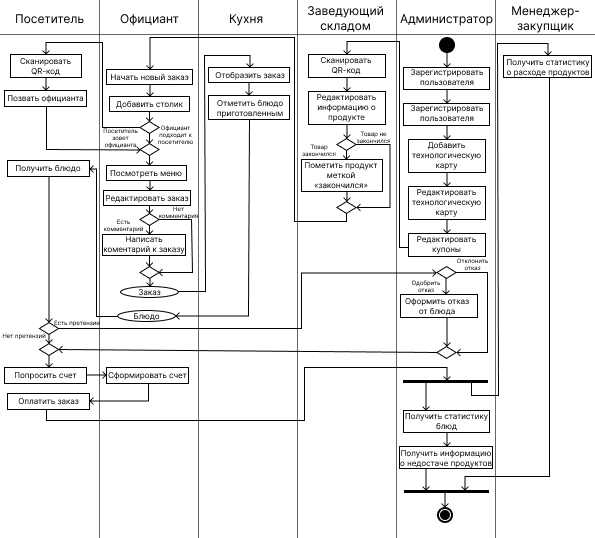 Посетитель
Официант
Кухня
Заведующий
складом
Администратор
Менеджер-
закупщик
Сканировать
QR-код
Позвать официанта
Получить блюдо
Есть претензии
Нет претензий
Попросить счет
Оплатить заказ
Начать новый заказ
Добавить столик
Посетитель
зовет
официанта
Официант
подходит к
посетителю
Посмотреть меню
Редактировать заказ
Нет
комментария
Есть
комментарий
Написать
коментарий к заказу
Заказ
Блюдо
Сформировать счет
Отобразить заказ
Отметить блюдо
приготовленным
Сканировать
QR-код
Редактировать
информацию о
продукте
Товар не
закончился
Товар
закончился
Пометить продукт
меткой
«закончился»
Зарегистрировать
пользователя
Зарегистрировать
пользователя
Добавить
технологическую
карту
Редактировать
технологическую
карту
Редактировать
купоны
Отклонить
отказ
Одобрить
отказ
Оформить отказ
от блюда
Получить статистику
блюд
Получить информацию
о недостаче продуктов
Получить статистику
о расходе продуктов